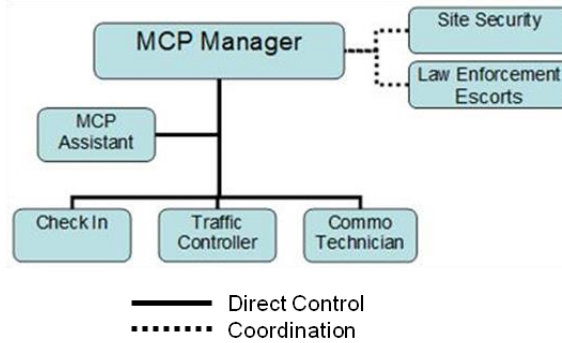 MCP Manager
Site Security
Law Enforcement
Escorts
MCP
Assistant
Check In
Traffic
Controller
Commo
Technician
Direct Control
Coordination